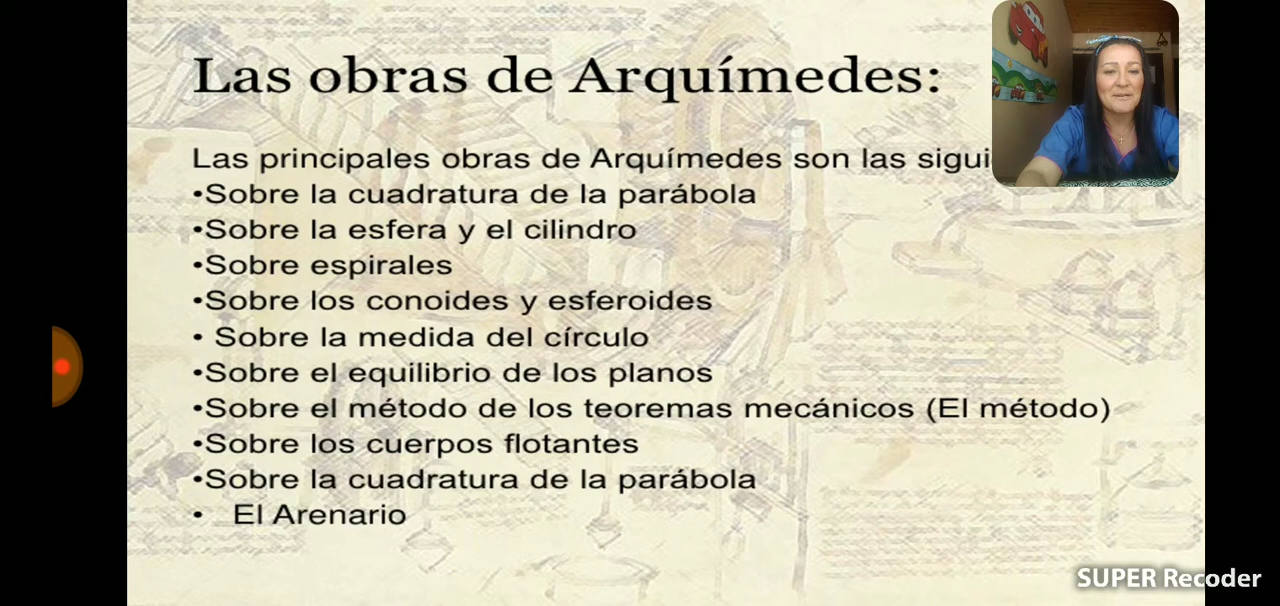 Las obras de Arquímedes:
Las principales obras de Arquímedes son las
•Sobre la cuadratura de la parábola
•Sobre la esfera y el cilindro
•Sobre espirales
•Sobre los conoides y esferoides
• Sobre la medida del círculo
•Sobre el equilibrio de los planos
•Sobre el método de los teoremas mecánicos (El método)
•Sobre los cuerpos flotantes
•Sobre la cuadratura de la parábola
• El Arenario
SUPER Recoder